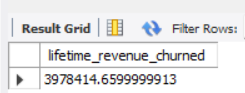 Result Grid Filter Rows:
lifetime_revenue_churned
3978414.6599999913